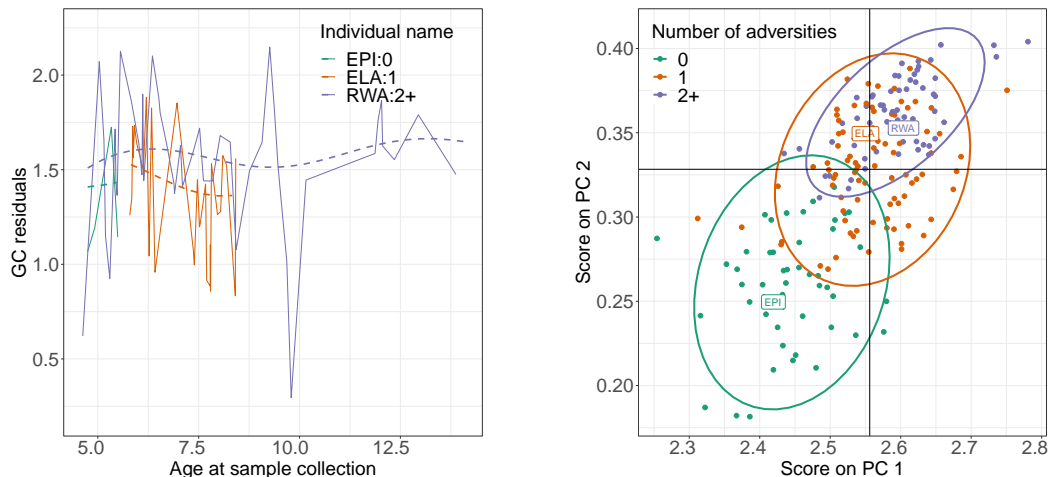 Individual name
EPI:0
ELA:1
RWA:2+
2.0
1.5
1.0
0.5
GC residuals
5.0 7.5 10.0 12.5
Age at sample collection
Number of adversities
0
1
2+
0.40
0.35
0.30
0.25
0.20
Score on PC 2
ELA
RWA
EPI
2.3 2.4 2.5 2.6 2.7 2.8
Score on PC 1